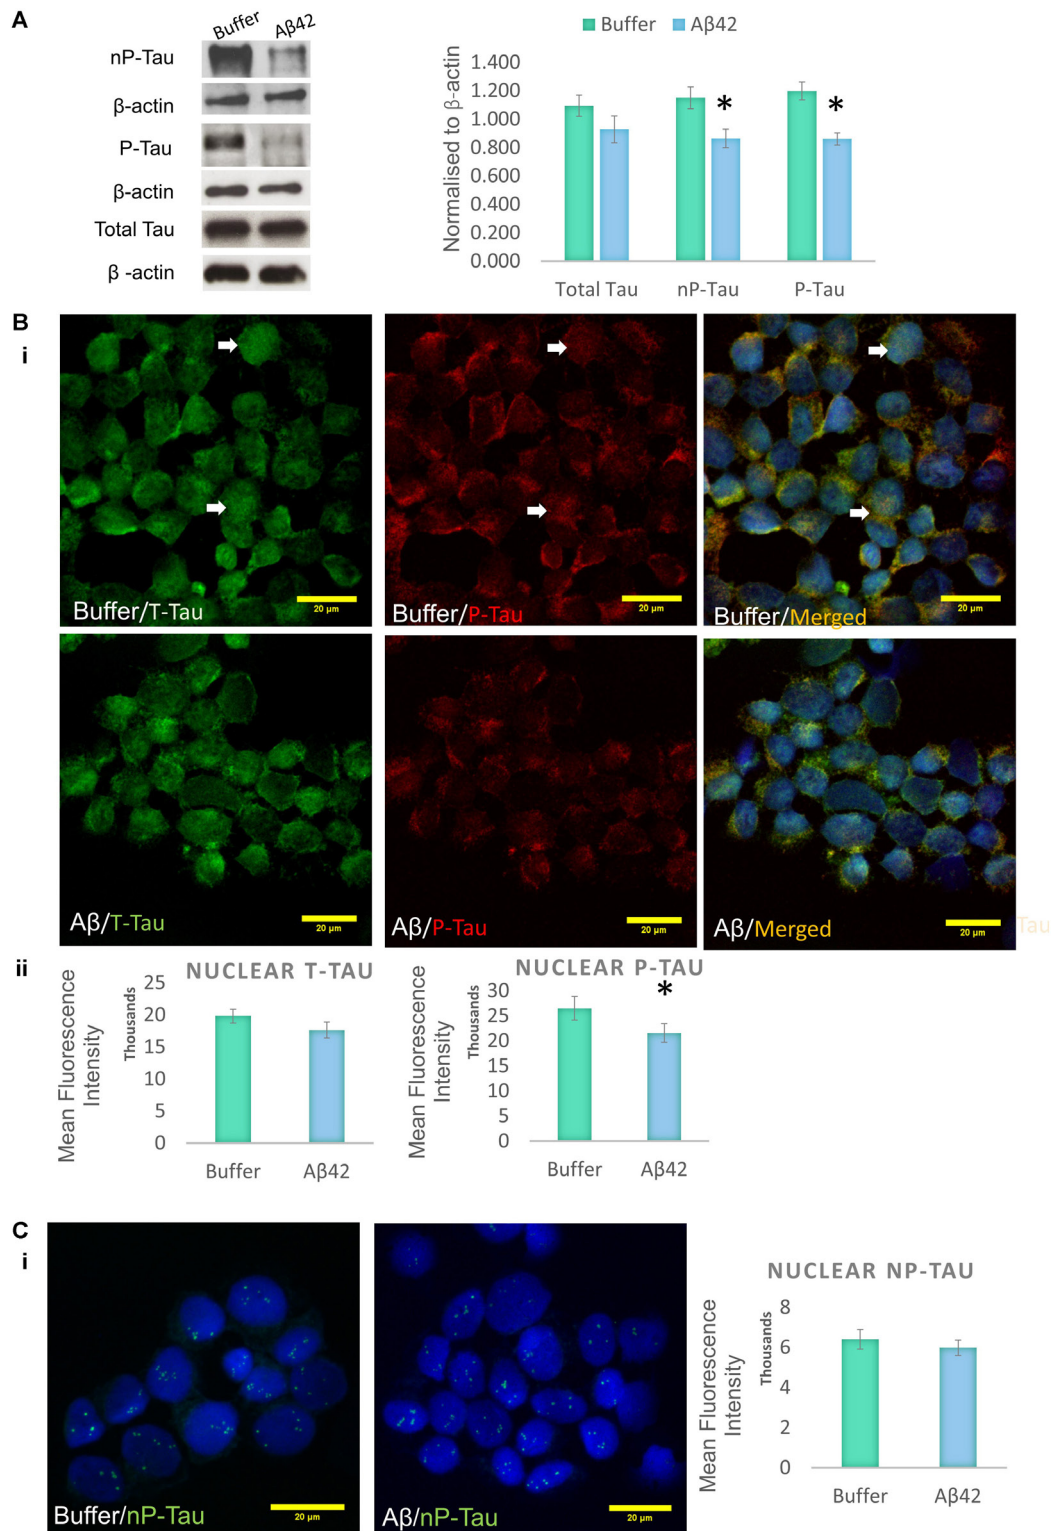 A
Buffer Aβ42
nP-Tau
β-actin
P-Tau
β-actin
Total Tau
β -actin
Buffer Aβ42
Normalised to β-actin
1.400
1.200
1.000
0.800
0.600
0.400
0.200
0.000
* *
Total Tau nP-Tau P-Tau
B
i
Buffer/T-Tau
20 µm
Buffer/P-Tau
20 µm
Buffer/Merged
20 µm
Aβ/T-Tau
20 µm
Aβ/P-Tau
20 µm
Aβ/Merged
20 µm
Tau
ii
NUCLEAR T-TAU
Mean Fluorescence
Intensity
Thousands
25
20
15
10
5
0
Buffer Aβ42
NUCLEAR P-TAU
Mean Fluorescence
Intensity
Thousands
30
25
20
15
10
5
0
*
Buffer Aβ42
C
i
Buffer/nP-Tau
20 µm
Aβ/nP-Tau
20 µm
NUCLEAR NP-TAU
Mean Fluorescence
Intensity
Thousands
8
6
4
2
0
Buffer Aβ42